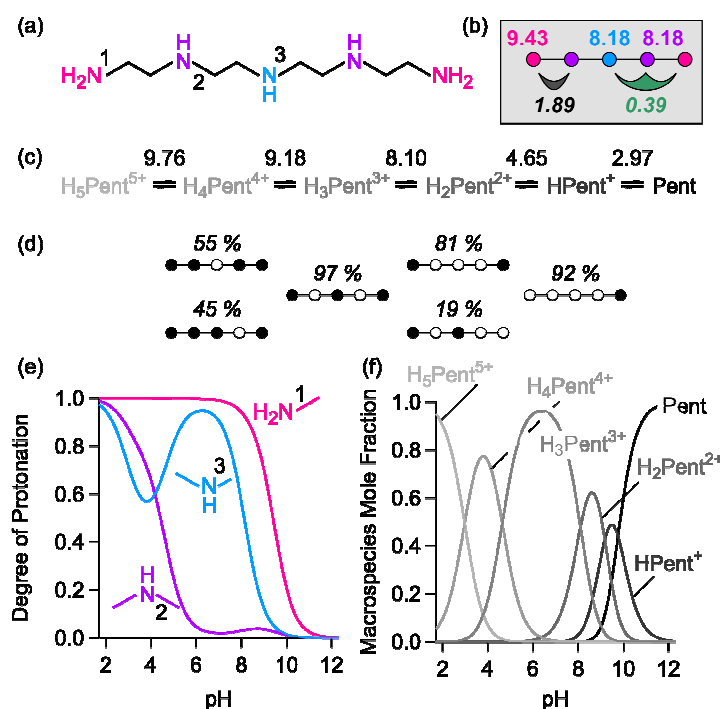 (a)
1
H
N
3
H₂N
2
N
H
NH₂
(b)
9.43 8.18 8.18
1.89 0.39
(c)
9.76 9.18 8.10 4.65 2.97
H₅Pent⁵⁺ ⇌ H₄Pent⁴⁺ ⇌ H₃Pent³⁺ ⇌ H₂Pent²⁺ ⇌ HPent⁺ ⇌ Pent
(d)
55 % 81 %
97 % 92 %
45 % 19 %
(e)
Degree of Protonation
1.0
0.8
0.6
0.4
0.2
0.0
H₂N 1
3
N
H
H
N
2
2 4 6 8 10 12
pH
(f)
Macrospecies Mole Fraction
1.0
0.8
0.6
0.4
0.2
0.0
H₅Pent⁵⁺
H₄Pent⁴⁺
Pent
H₃Pent³⁺
H₂Pent²⁺
HPent⁺
2 4 6 8 10 12
pH